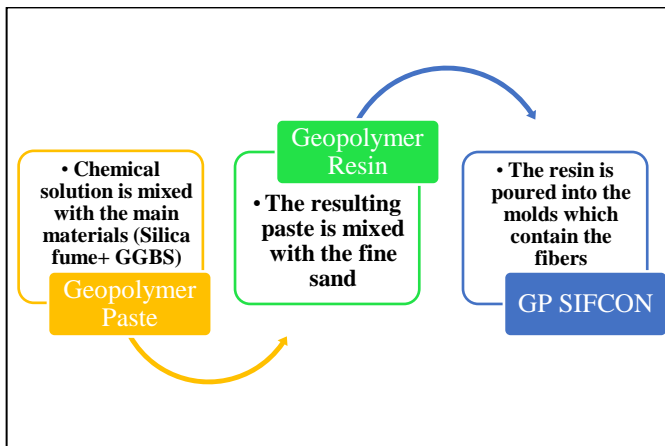 • Chemical
solution is mixed
with the main
materials (Silica
fume+ GGBS)
Geopolymer
Paste
Geopolymer
Resin
• The resulting
paste is mixed
with the fine
sand
• The resin is
poured into the
molds which
contain the
fibers
GP SIFCON